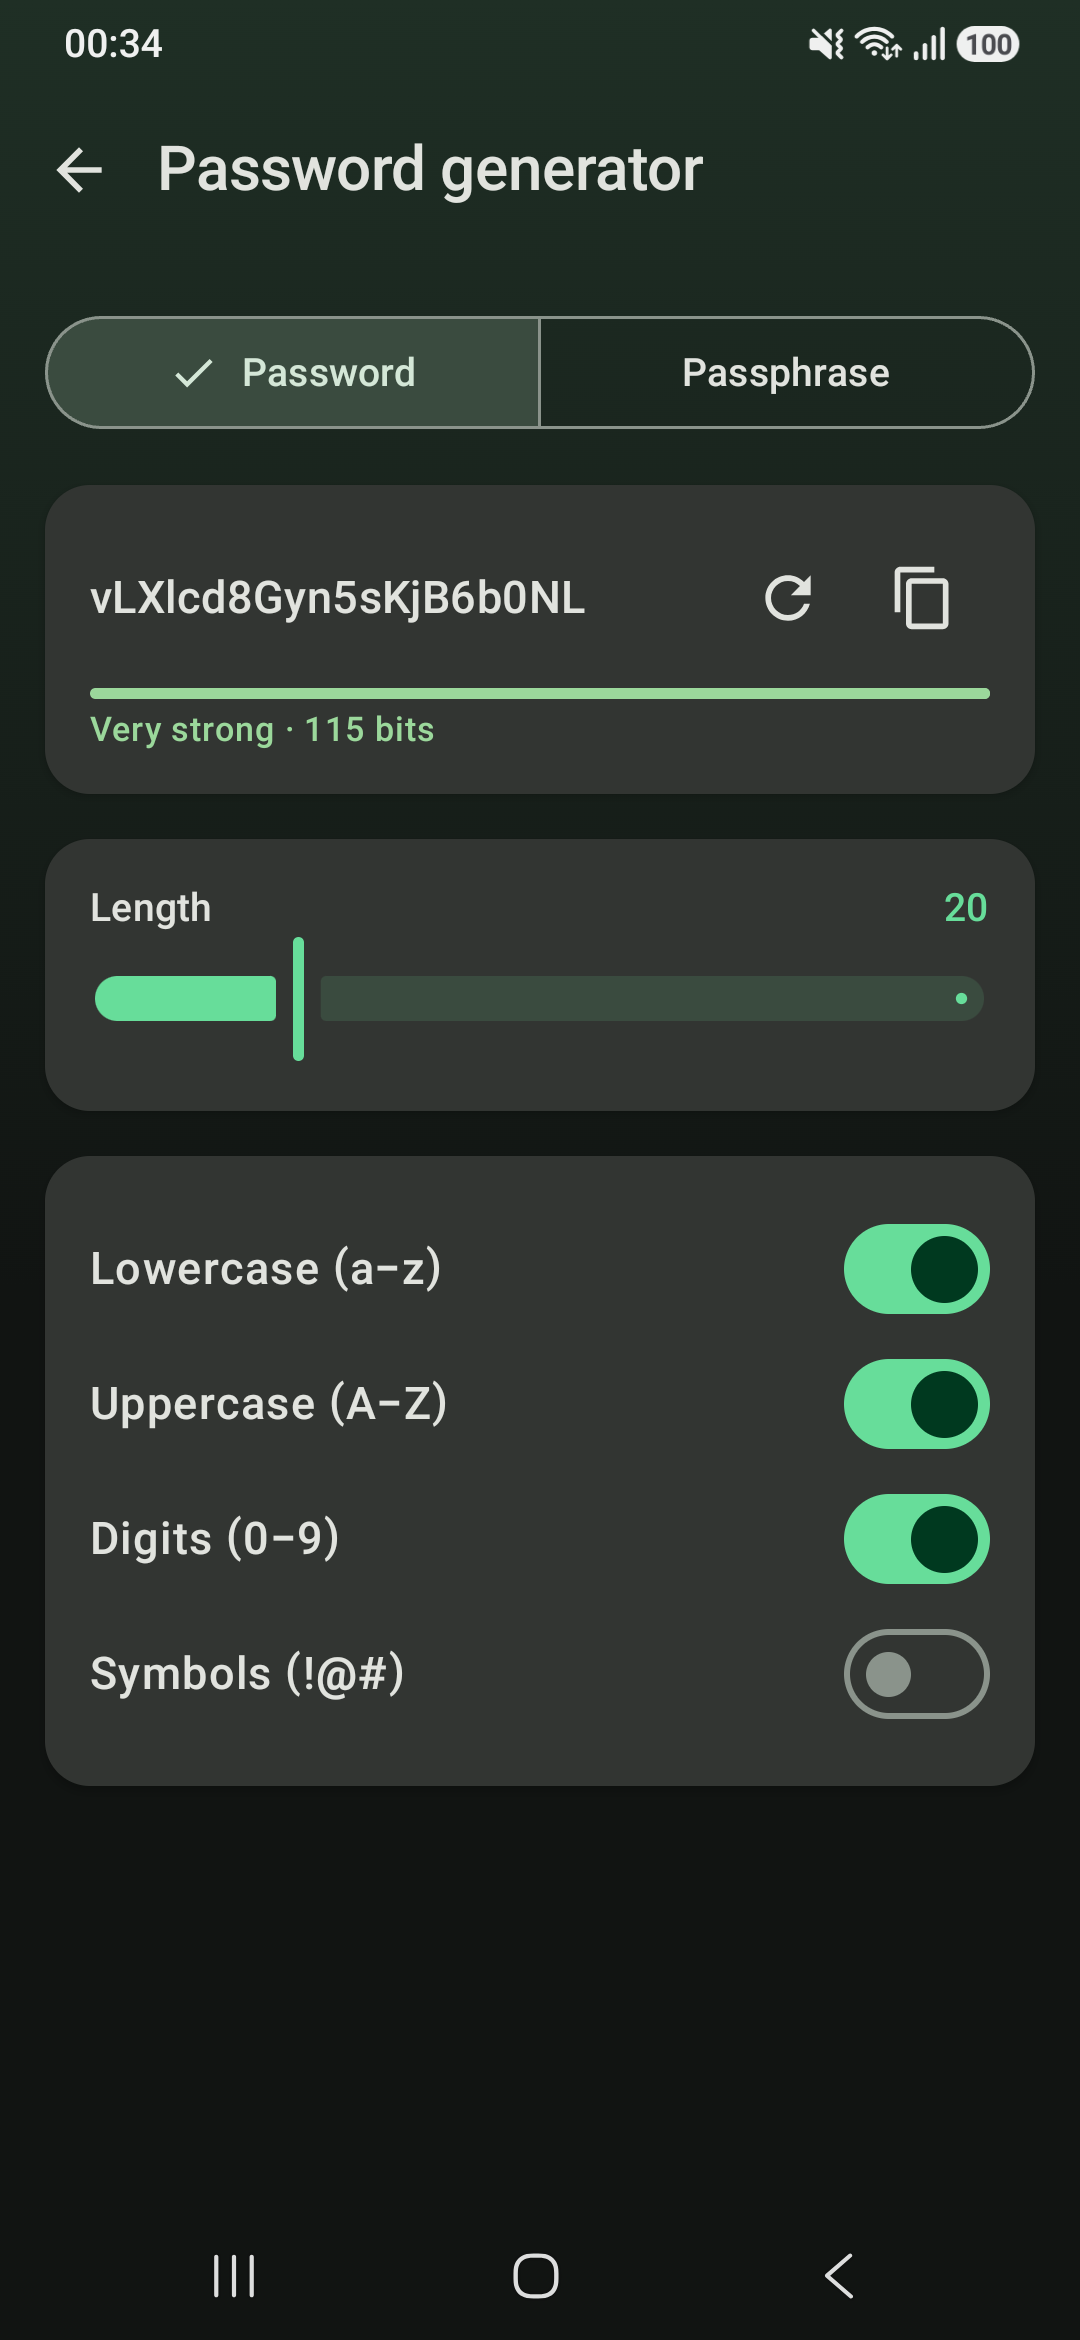 00:34
100
Password generator
Password
Passphrase
vLXlcd8Gyn5sKjB6b0NL
Very strong · 115 bits
Length
20
Lowercase (a–z)
Uppercase (A–Z)
Digits (0–9)
Symbols (!@#)